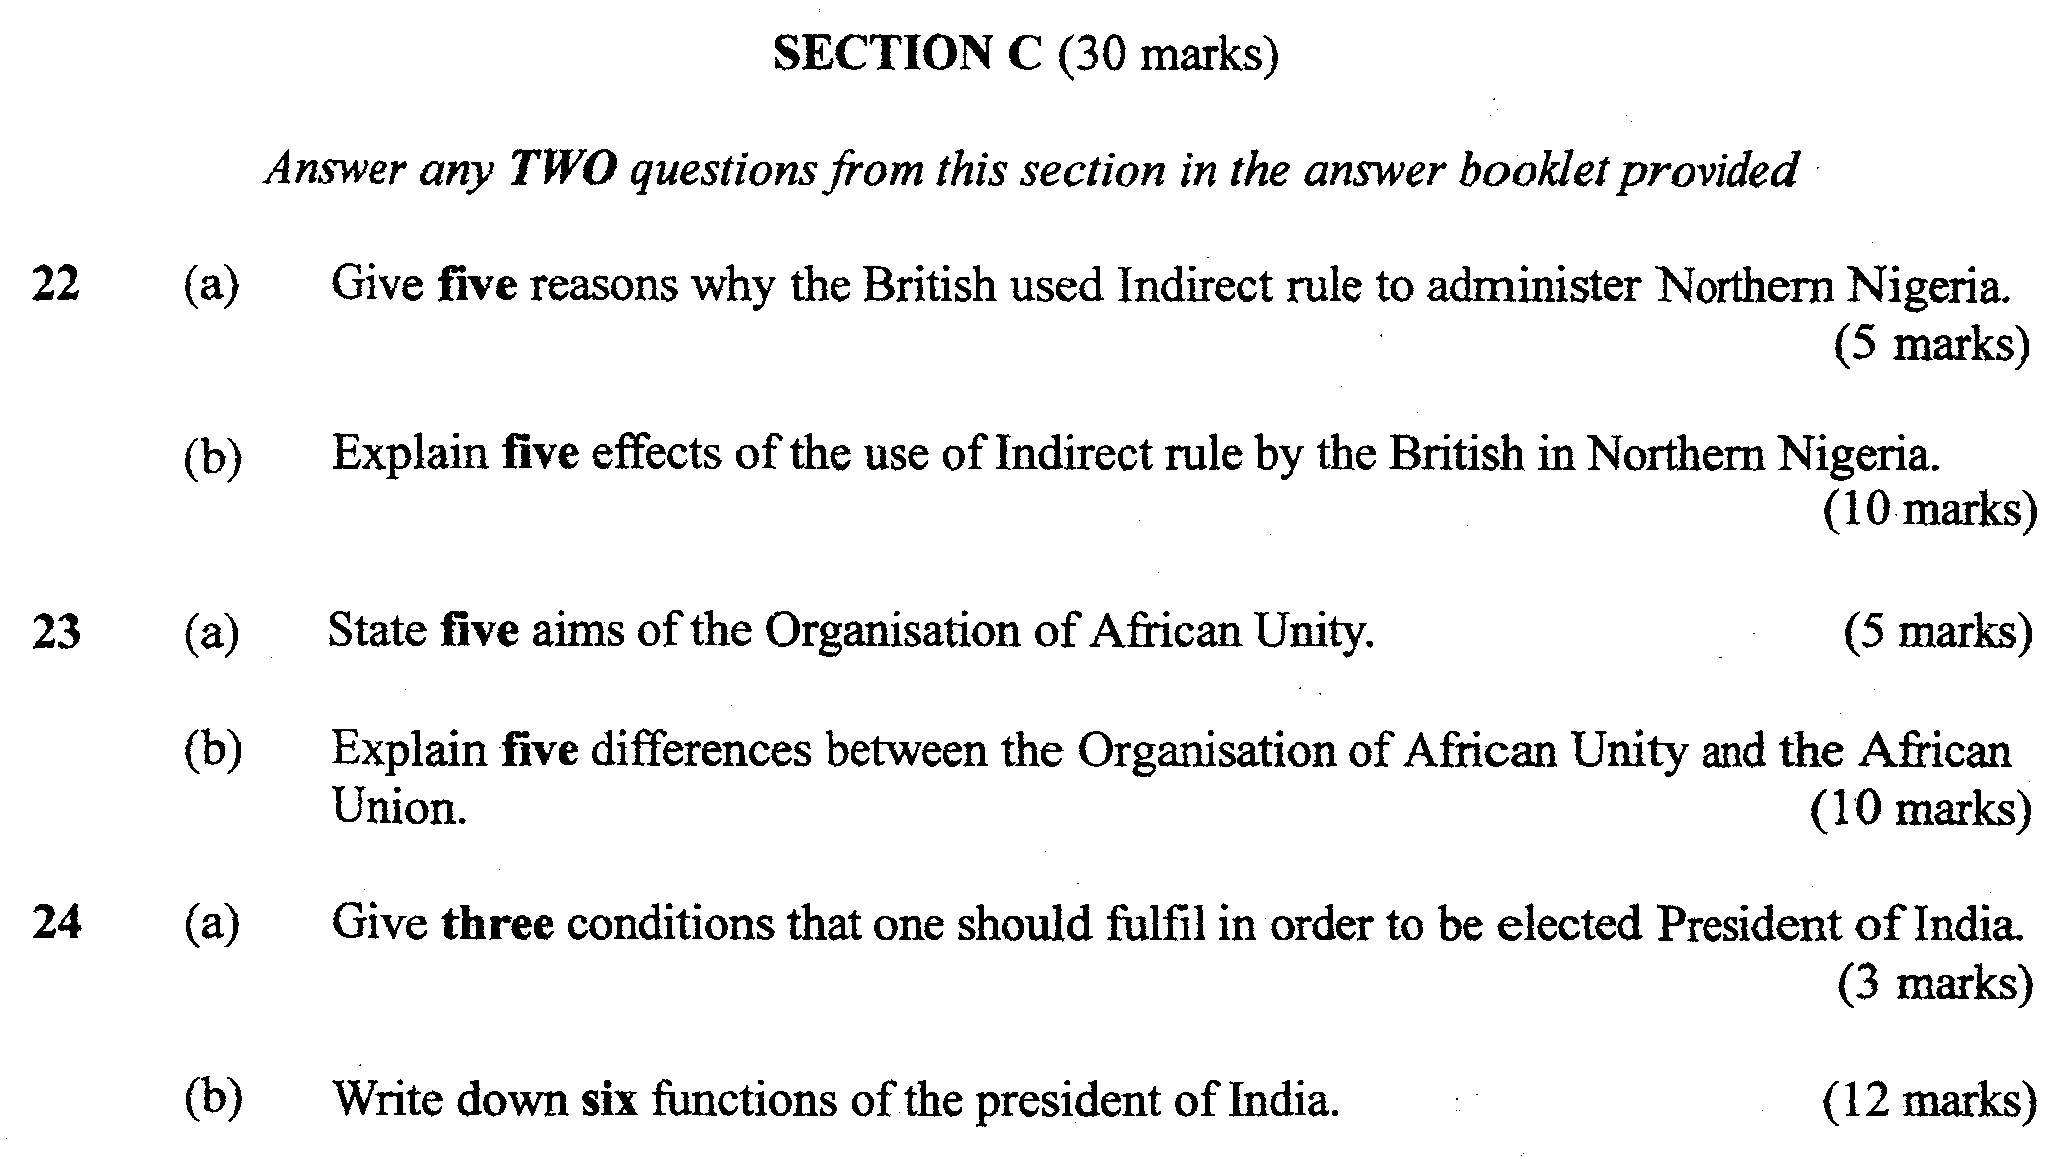 SECTION C (30 marks)
Answer any TWO questions from this section in the answer booklet provided
22 (a) Give five reasons why the British used Indirect rule to administer Northern Nigeria.
(5 marks)
(b) Explain five effects of the use of Indirect rule by the British in Northern Nigeria.
(10 marks)
23 (a) State five aims of the Organisation of African Unity. (5 marks)
(b) Explain five differences between the Organisation of African Unity and the African
Union. (10 marks)
24 (a) Give three conditions that one should fulfil in order to be elected President of India.
(3 marks)
(b) Write down six functions of the president of India. (12 marks)